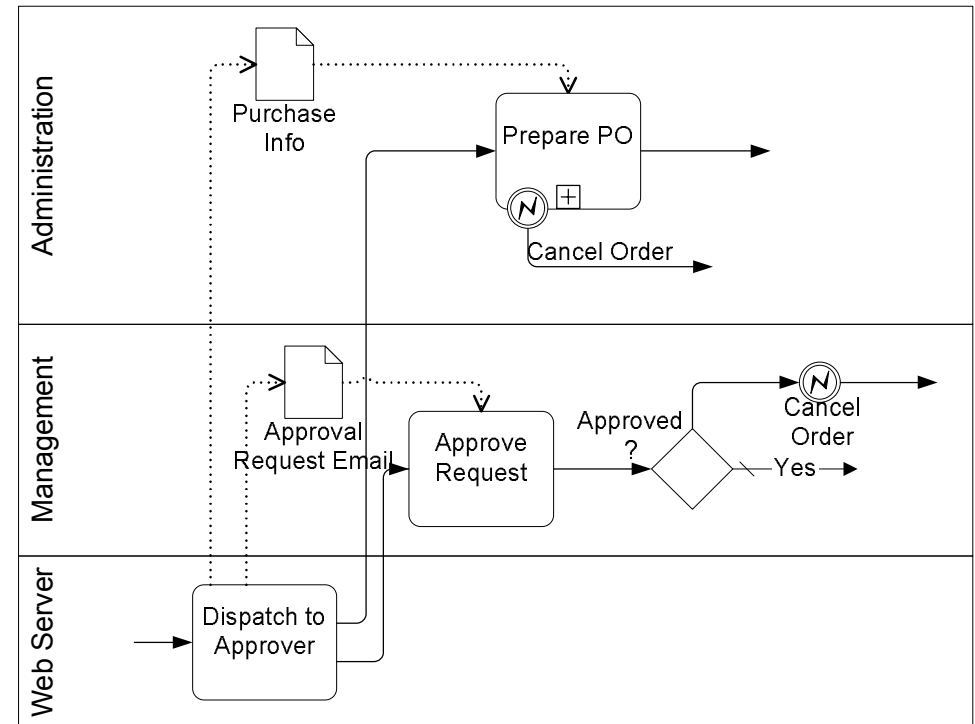 Administration
Purchase
Info
Prepare PO
Cancel Order
Management
Approval
Request Email
Approve
Request
Approved
?
Cancel
Order
Yes
Web Server
Dispatch to
Approver